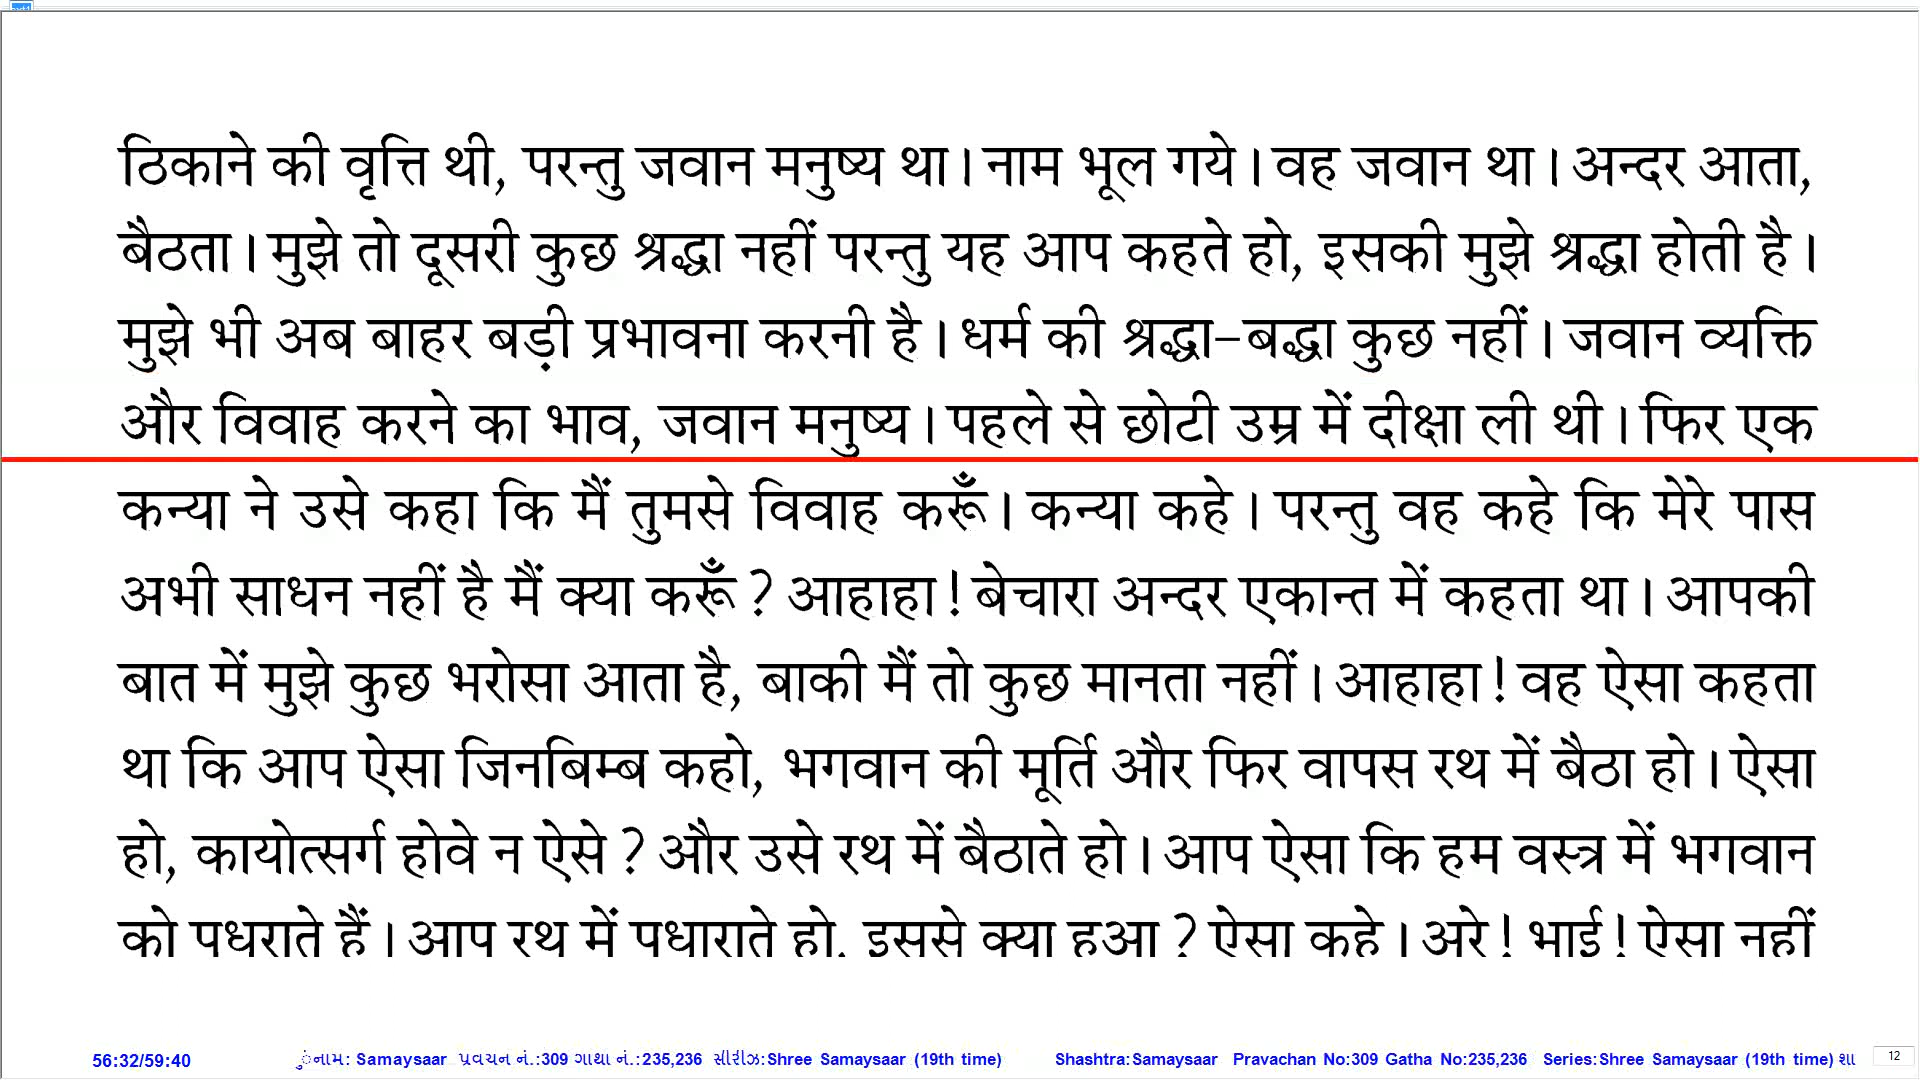 ठिकाने की वृत्ति थी, परन्तु जवान मनुष्य था। नाम भूल गये। वह जवान था। अन्दर आता,
बैठता। मुझे तो दूसरी कुछ श्रद्धा नहीं परन्तु यह आप कहते हो, इसकी मुझे श्रद्धा होती है।
मुझे भी अब बाहर बड़ी प्रभावना करनी है। धर्म की श्रद्धा-बद्धा कुछ नहीं। जवान व्यक्ति
और विवाह करने का भाव, जवान मनुष्य। पहले से छोटी उम्र में दीक्षा ली थी। फिर एक
कन्या ने उसे कहा कि मैं तुमसे विवाह करूँ। कन्या कहे। परन्तु वह कहे कि मेरे पास
अभी साधन नहीं है मैं क्या करूँ ? आहाहा ! बेचारा अन्दर एकान्त में कहता था। आपकी
बात में मुझे कुछ भरोसा आता है, बाकी मैं तो कुछ मानता नहीं। आहाहा ! वह ऐसा कहता
था कि आप ऐसा जिनबिम्ब कहो, भगवान की मूर्ति और फिर वापस रथ में बैठा हो। ऐसा
हो, कायोत्सर्ग होवे न ऐसे ? और उसे रथ में बैठाते हो। आप ऐसा कि हम वस्त्र में भगवान
को पधराते हैं। आप रथ में पधाराते हो, इससे क्या हुआ ? ऐसा कहे। अरे ! भाई ! ऐसा नहीं
56:32/59:40 ુંનામ: Samaysaar પ્રવચન નં.:309 ગાથા નં.:235,236 સીરીઝ:Shree Samaysaar (19th time) Shashtra:Samaysaar Pravachan No:309 Gatha No:235,236 Series:Shree Samaysaar (19th time) શા 12